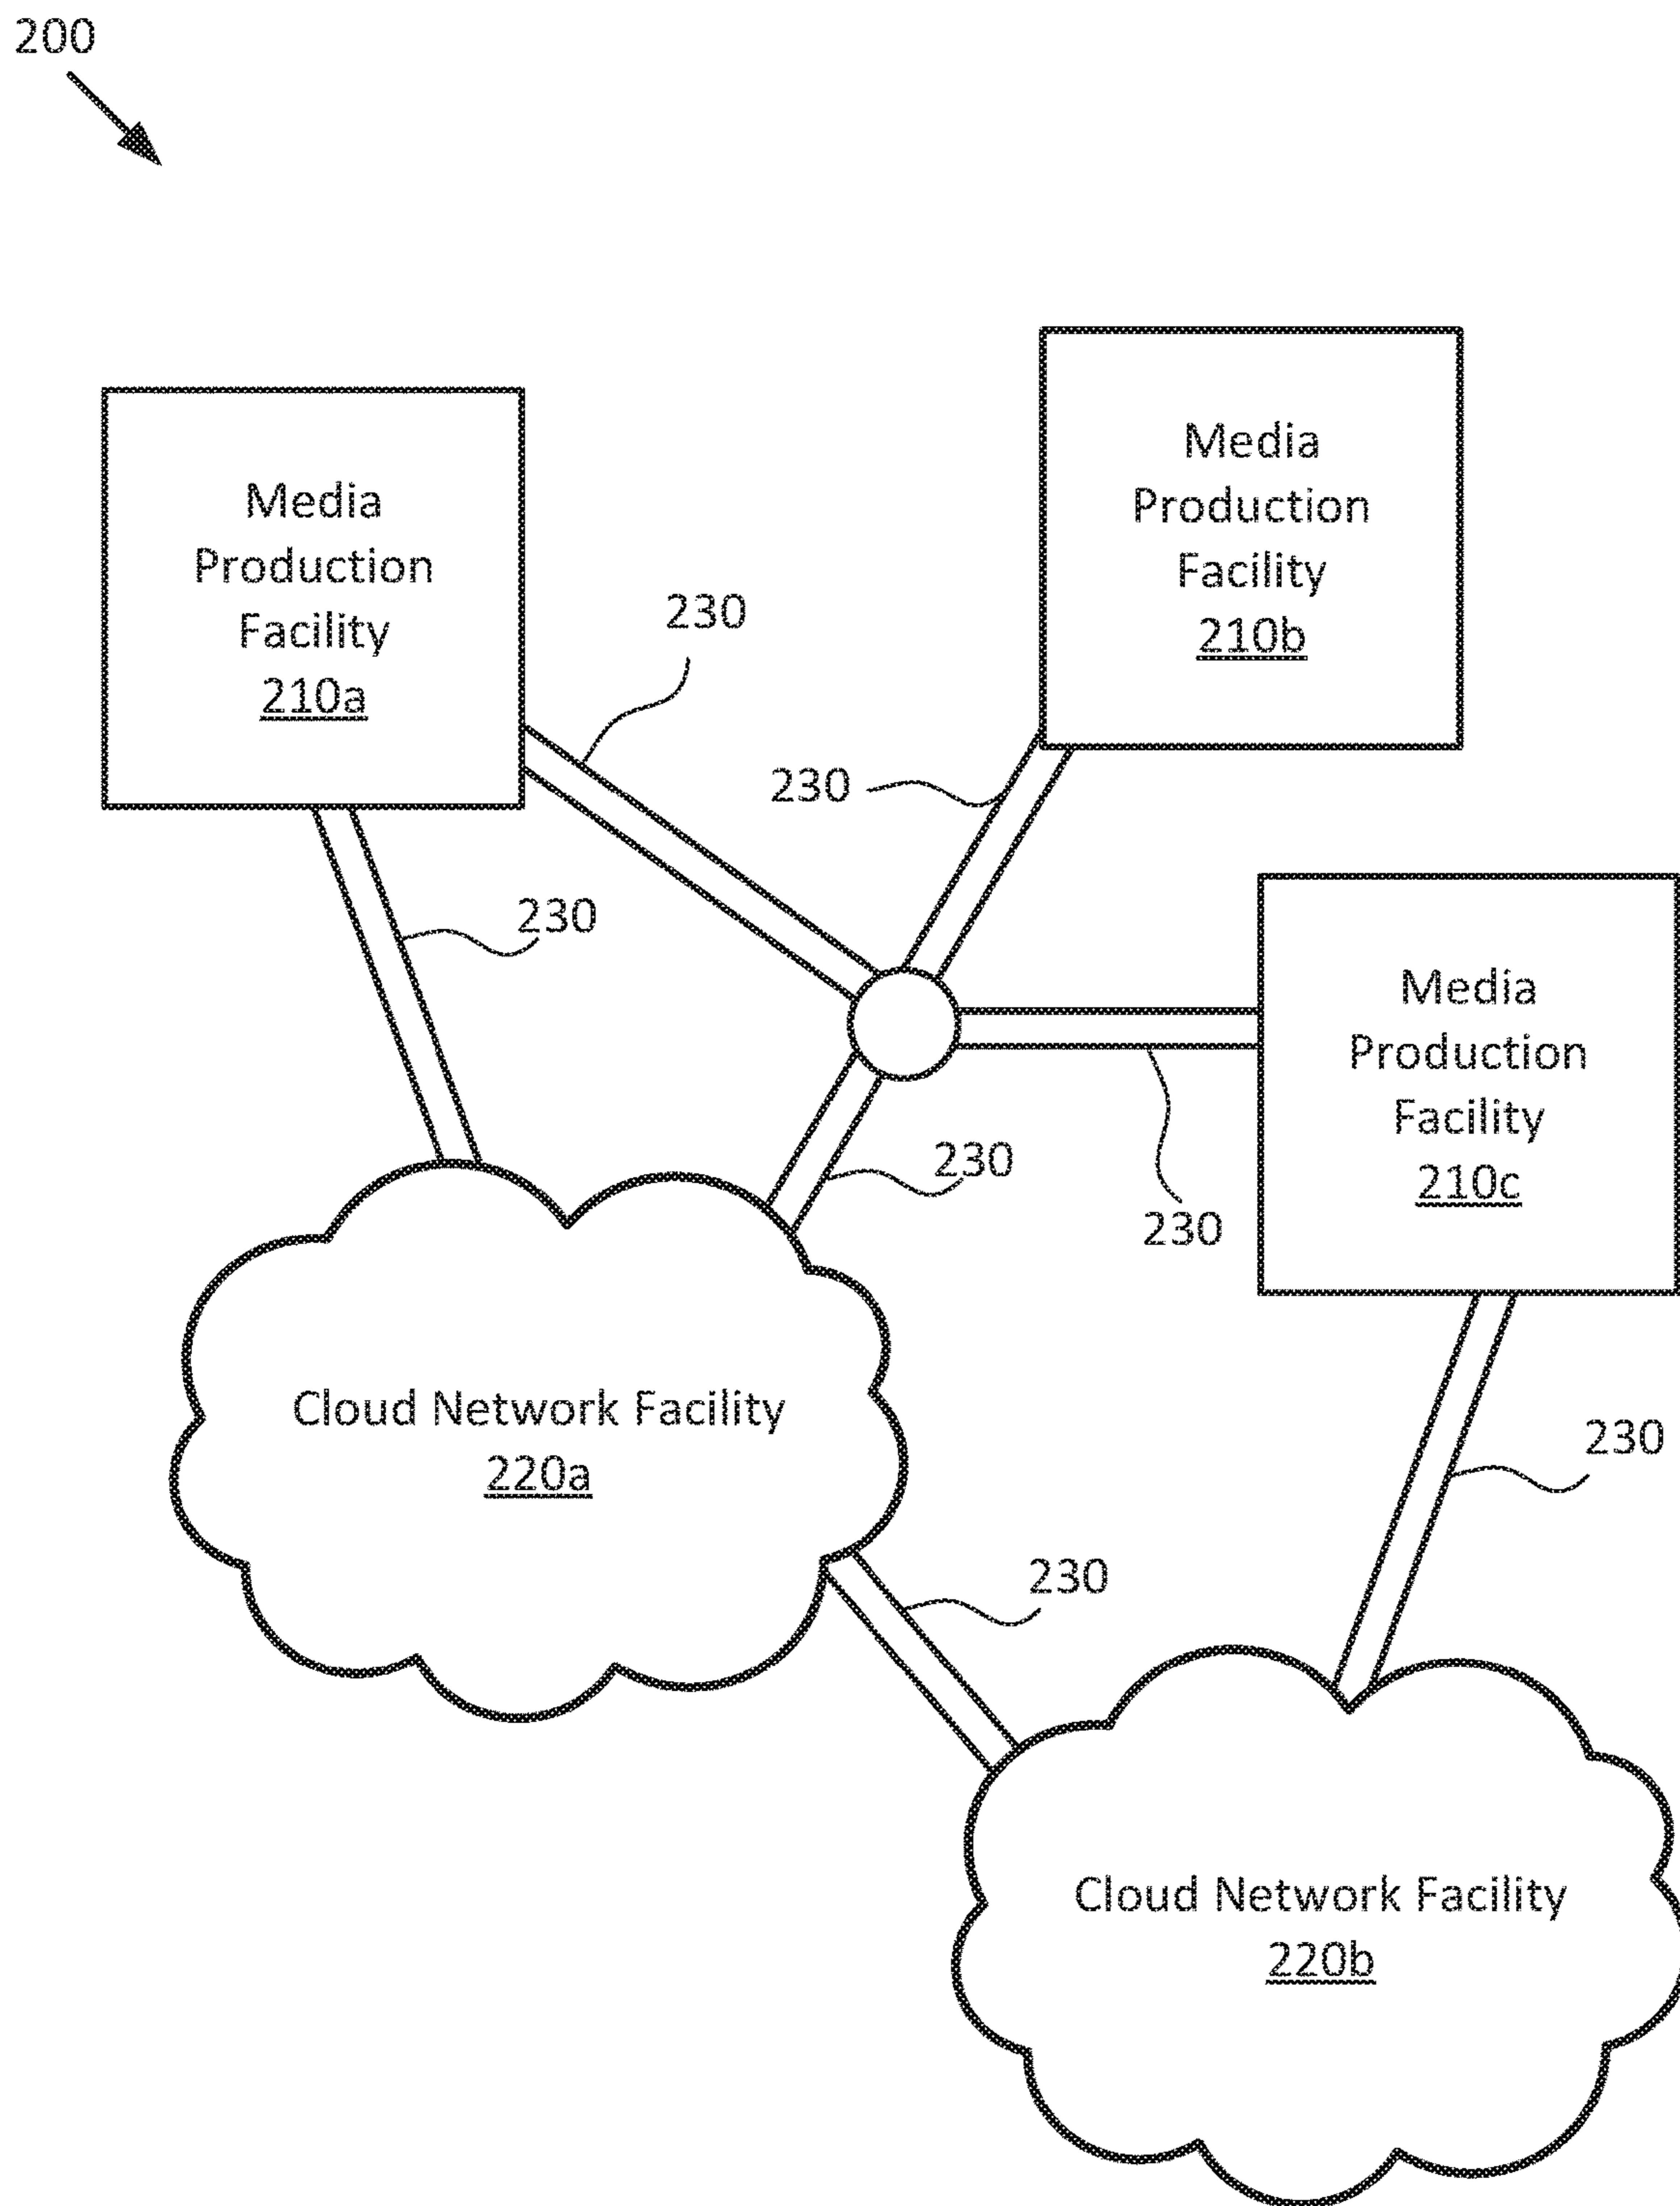 200
Media
Production
Facility
210b
Media
Production
Facility
210a
230
230
230
Media
Production
Facility
210c
230
230
Cloud Network Facility
220a
230
230
Cloud Network Facility
220b